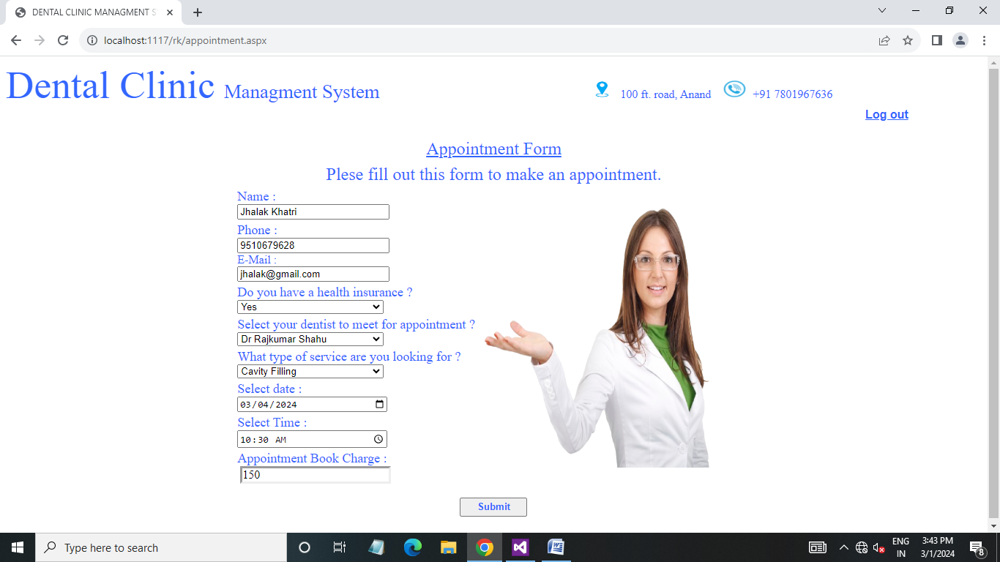 DENTAL CLINIC MANAGMENT S
localhost:1117/rk/appointment.aspx
Dental Clinic Managment System
100 ft. road, Anand
+91 7801967636
Log out
Appointment Form
Plese fill out this form to make an appointment.
Name :
Jhalak Khatri
Phone :
9510679628
E-Mail :
jhalak@gmail.com
Do you have a health insurance ?
Yes
Select your dentist to meet for appointment ?
Dr Rajkumar Shahu
What type of service are you looking for ?
Cavity Filling
Select date :
03/04/2024
Select Time :
10:30 AM
Appointment Book Charge :
150
Submit
Type here to search
ENG
IN
3:43 PM
3/1/2024
8